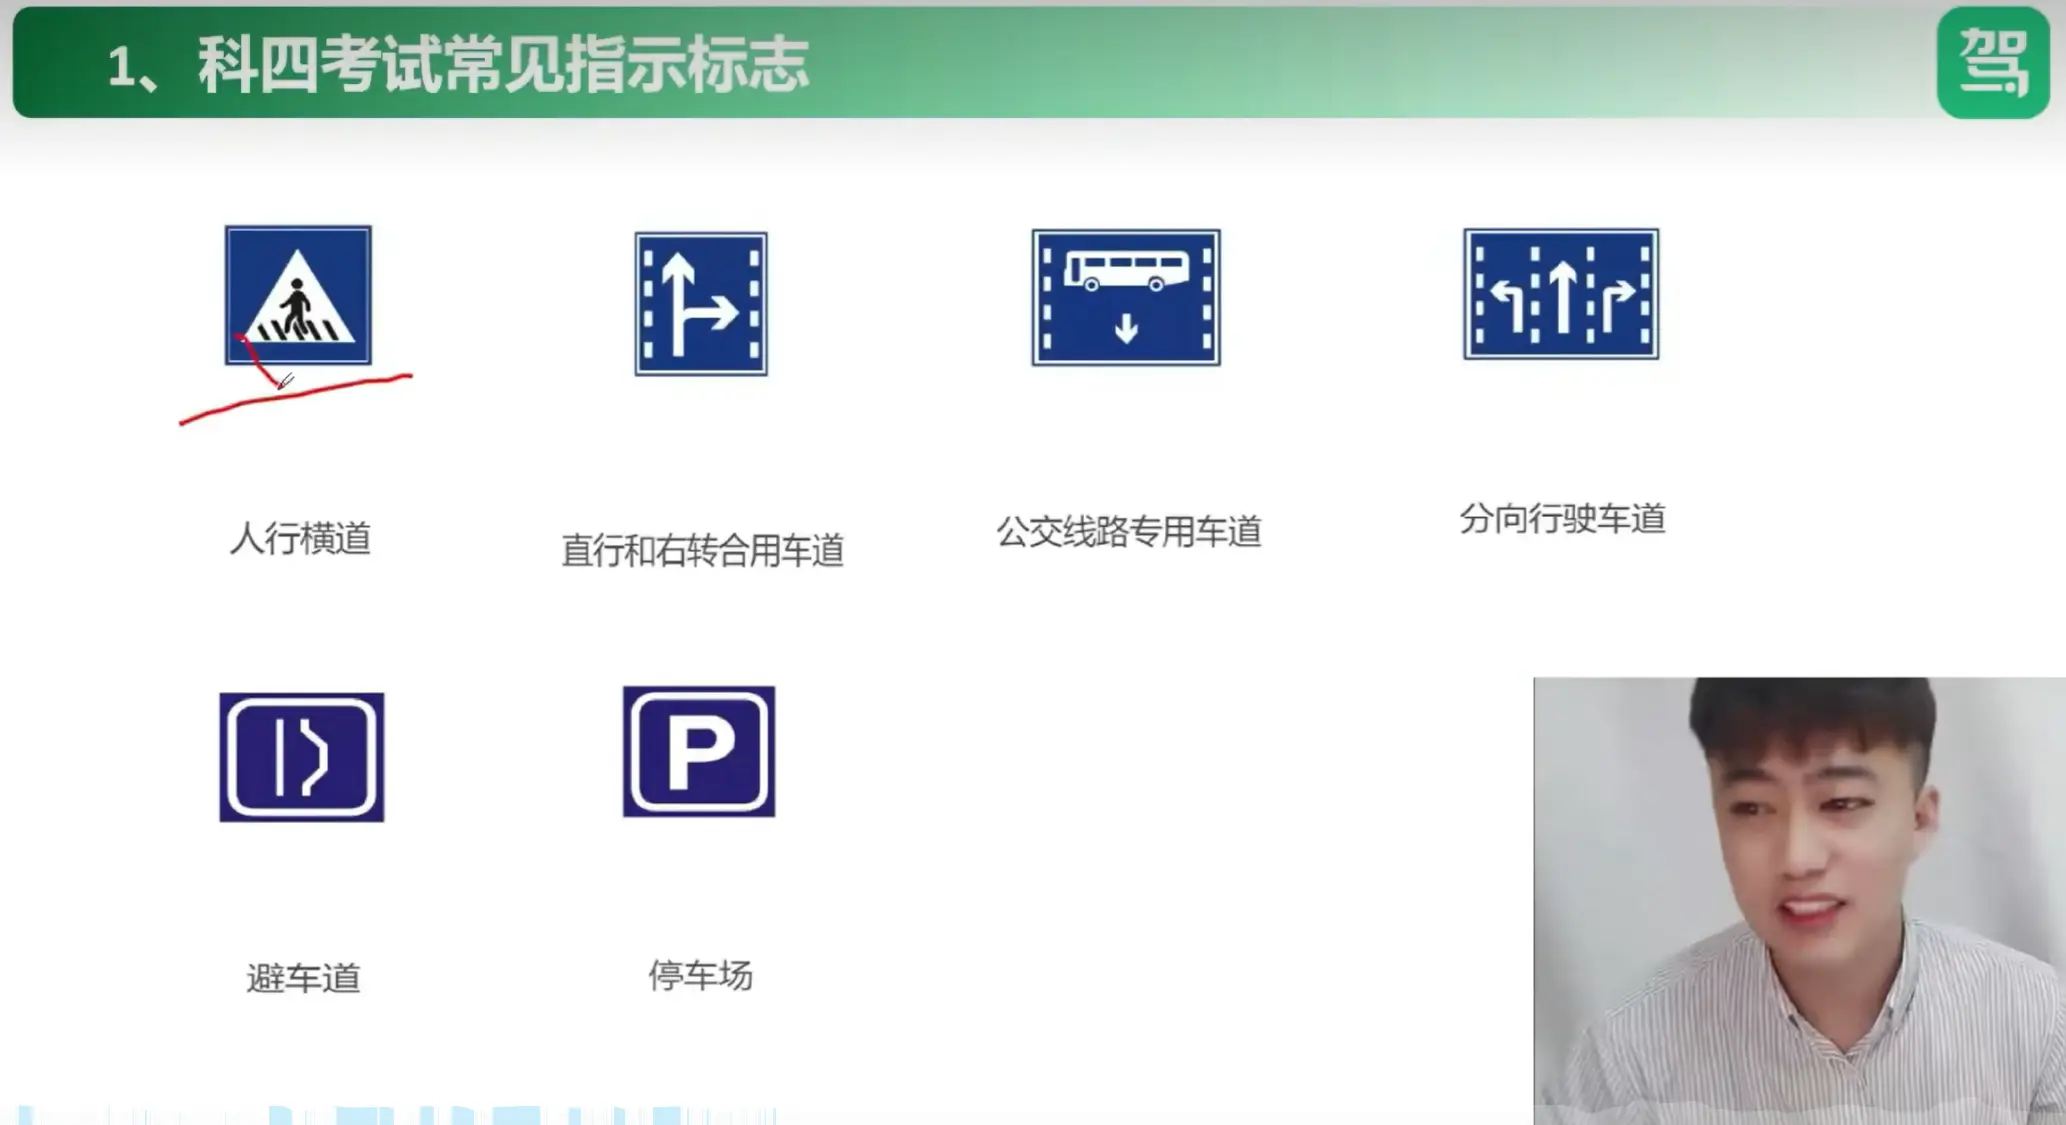 1、科四考试常见指示标志
驾
人行横道
直行和右转合用车道
公交线路专用车道
分向行驶车道
P
避车道
停车场